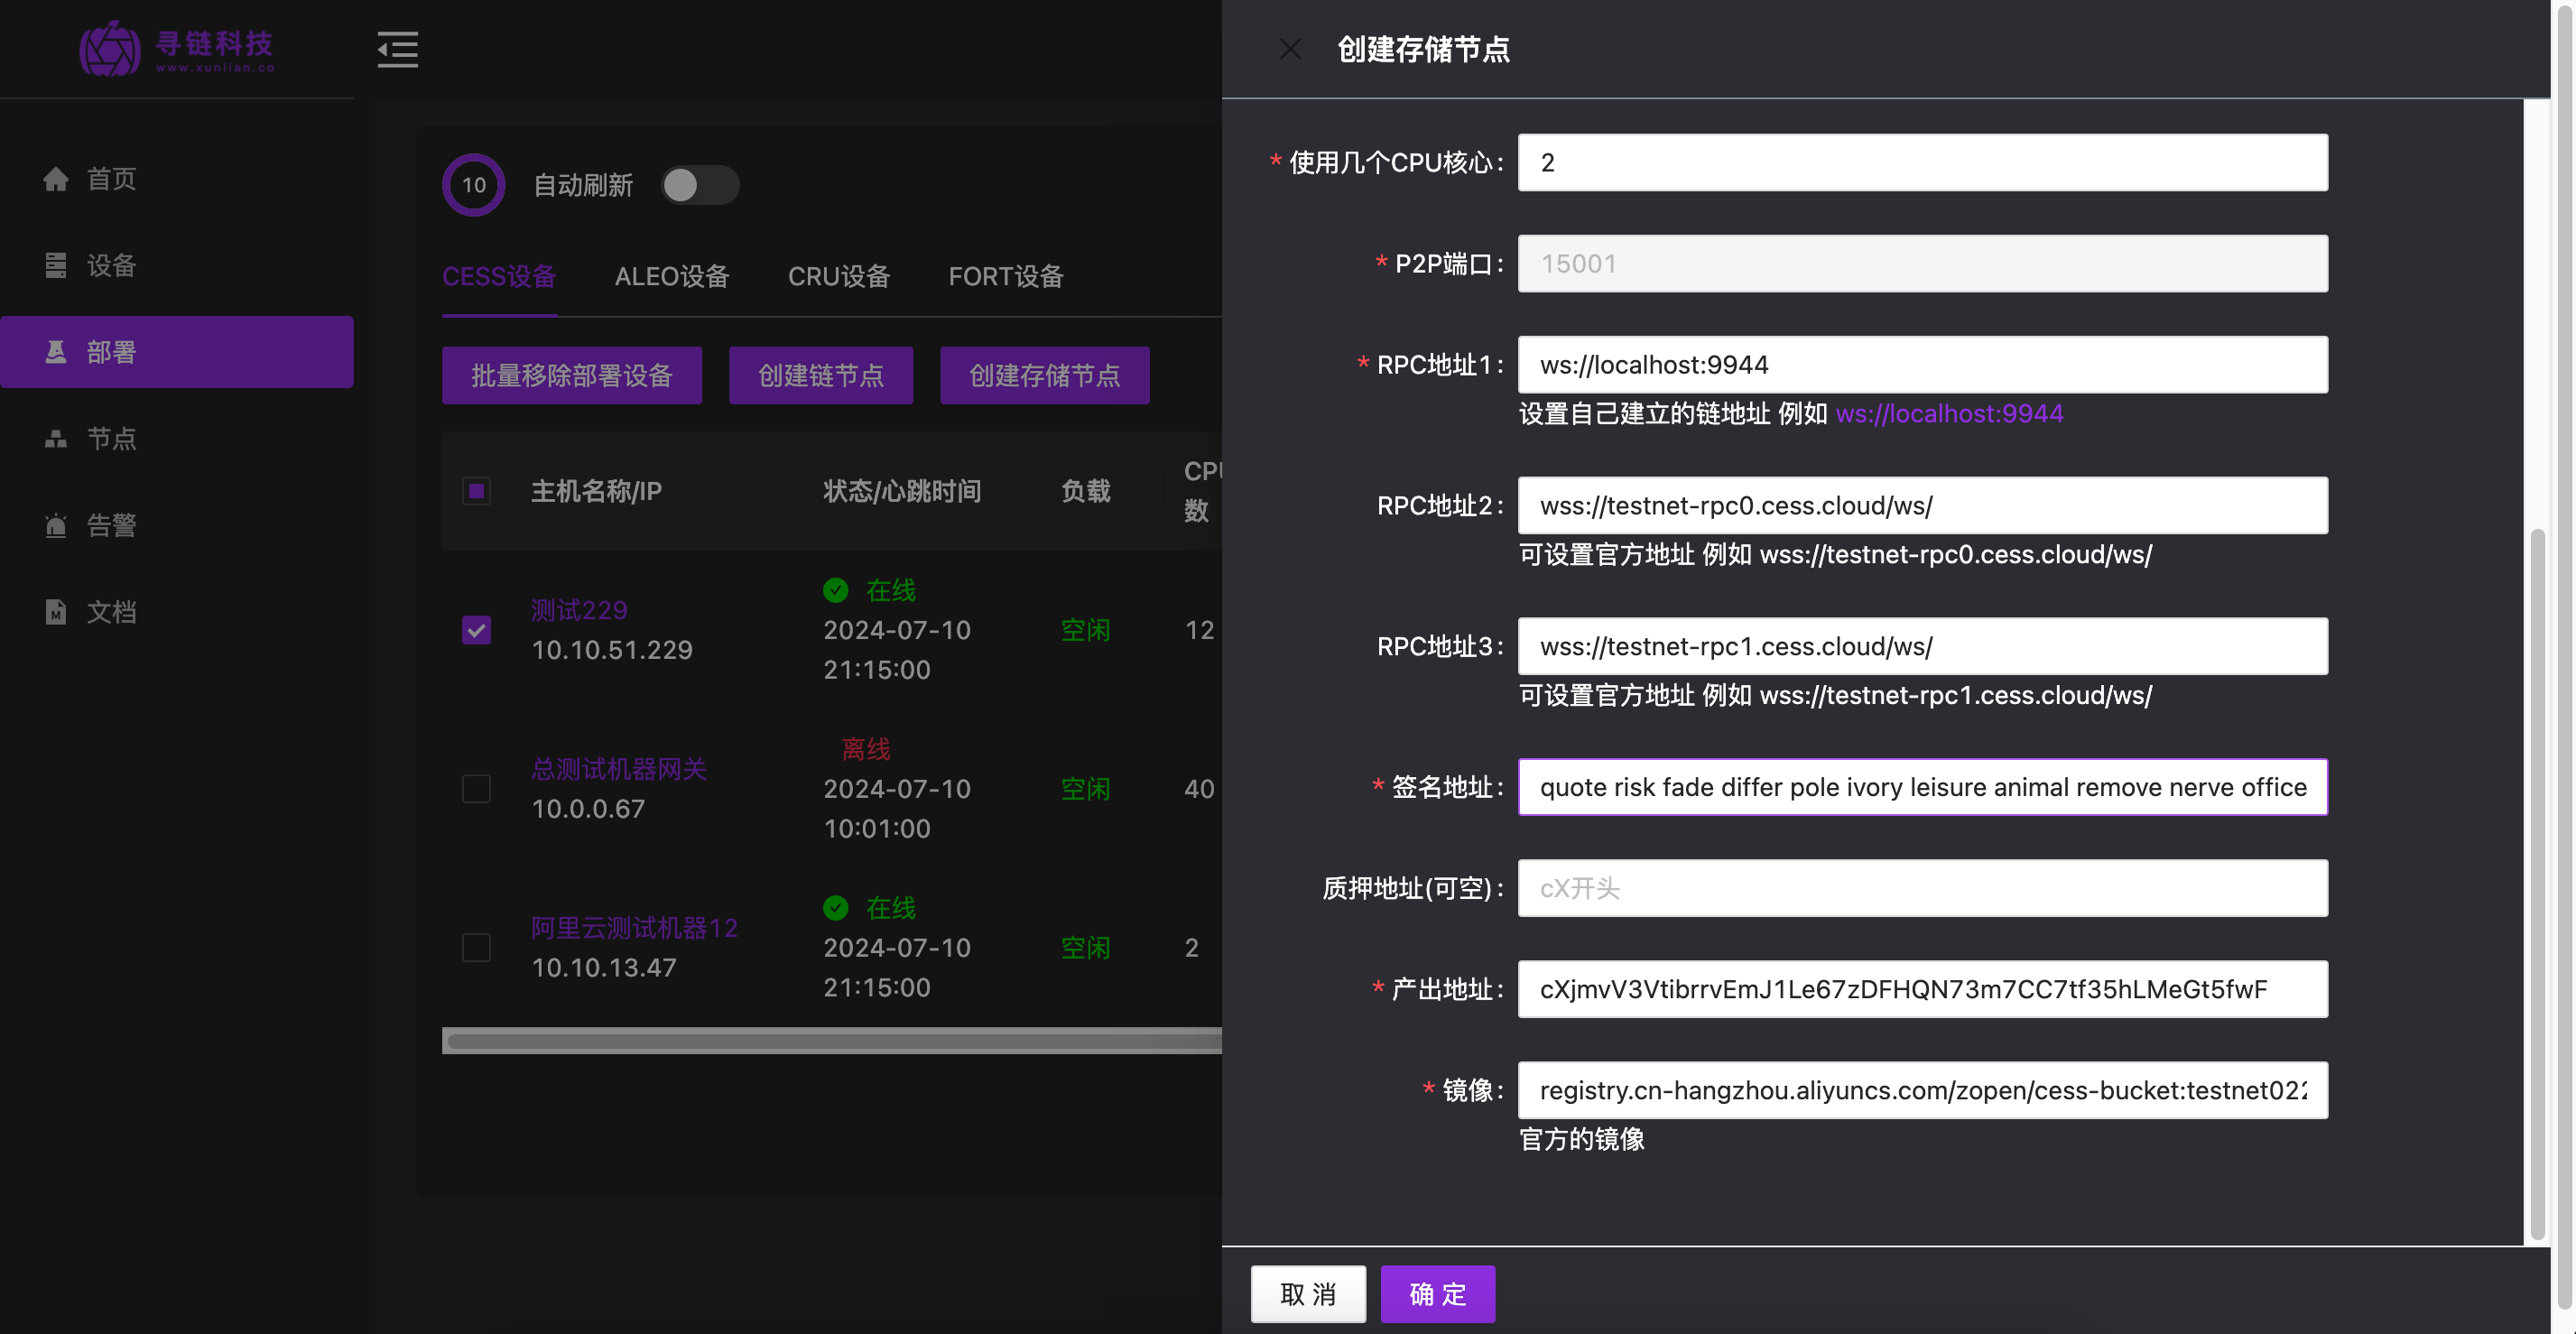 寻链科技
www.xunlian.co
首页
设备
部署
节点
告警
文档
10
自动刷新
CESS设备
ALEO设备
CRU设备
FORT设备
批量移除部署设备
创建链节点
创建存储节点
主机名称/IP
状态/心跳时间
负载
CPU
数
测试229
10.10.51.229
在线
2024-07-10
21:15:00
空闲
12
总测试机器网关
10.0.0.67
离线
2024-07-10
10:01:00
空闲
40
阿里云测试机器12
10.10.13.47
在线
2024-07-10
21:15:00
空闲
2
创建存储节点
* 使用几个CPU核心: 2
* P2P端口: 15001
* RPC地址1: ws://localhost:9944
设置自己建立的链地址 例如 ws://localhost:9944
RPC地址2: wss://testnet-rpc0.cess.cloud/ws/
可设置官方地址 例如 wss://testnet-rpc0.cess.cloud/ws/
RPC地址3: wss://testnet-rpc1.cess.cloud/ws/
可设置官方地址 例如 wss://testnet-rpc1.cess.cloud/ws/
* 签名地址: quote risk fade differ pole ivory leisure animal remove nerve office
质押地址(可空): cX开头
* 产出地址: cXjmvV3VtibrrvEmJ1Le67zDFHQN73m7CC7tf35hLMeGt5fwF
* 镜像: registry.cn-hangzhou.aliyuncs.com/zopen/cess-bucket:testnet022
官方的镜像
取 消
确 定